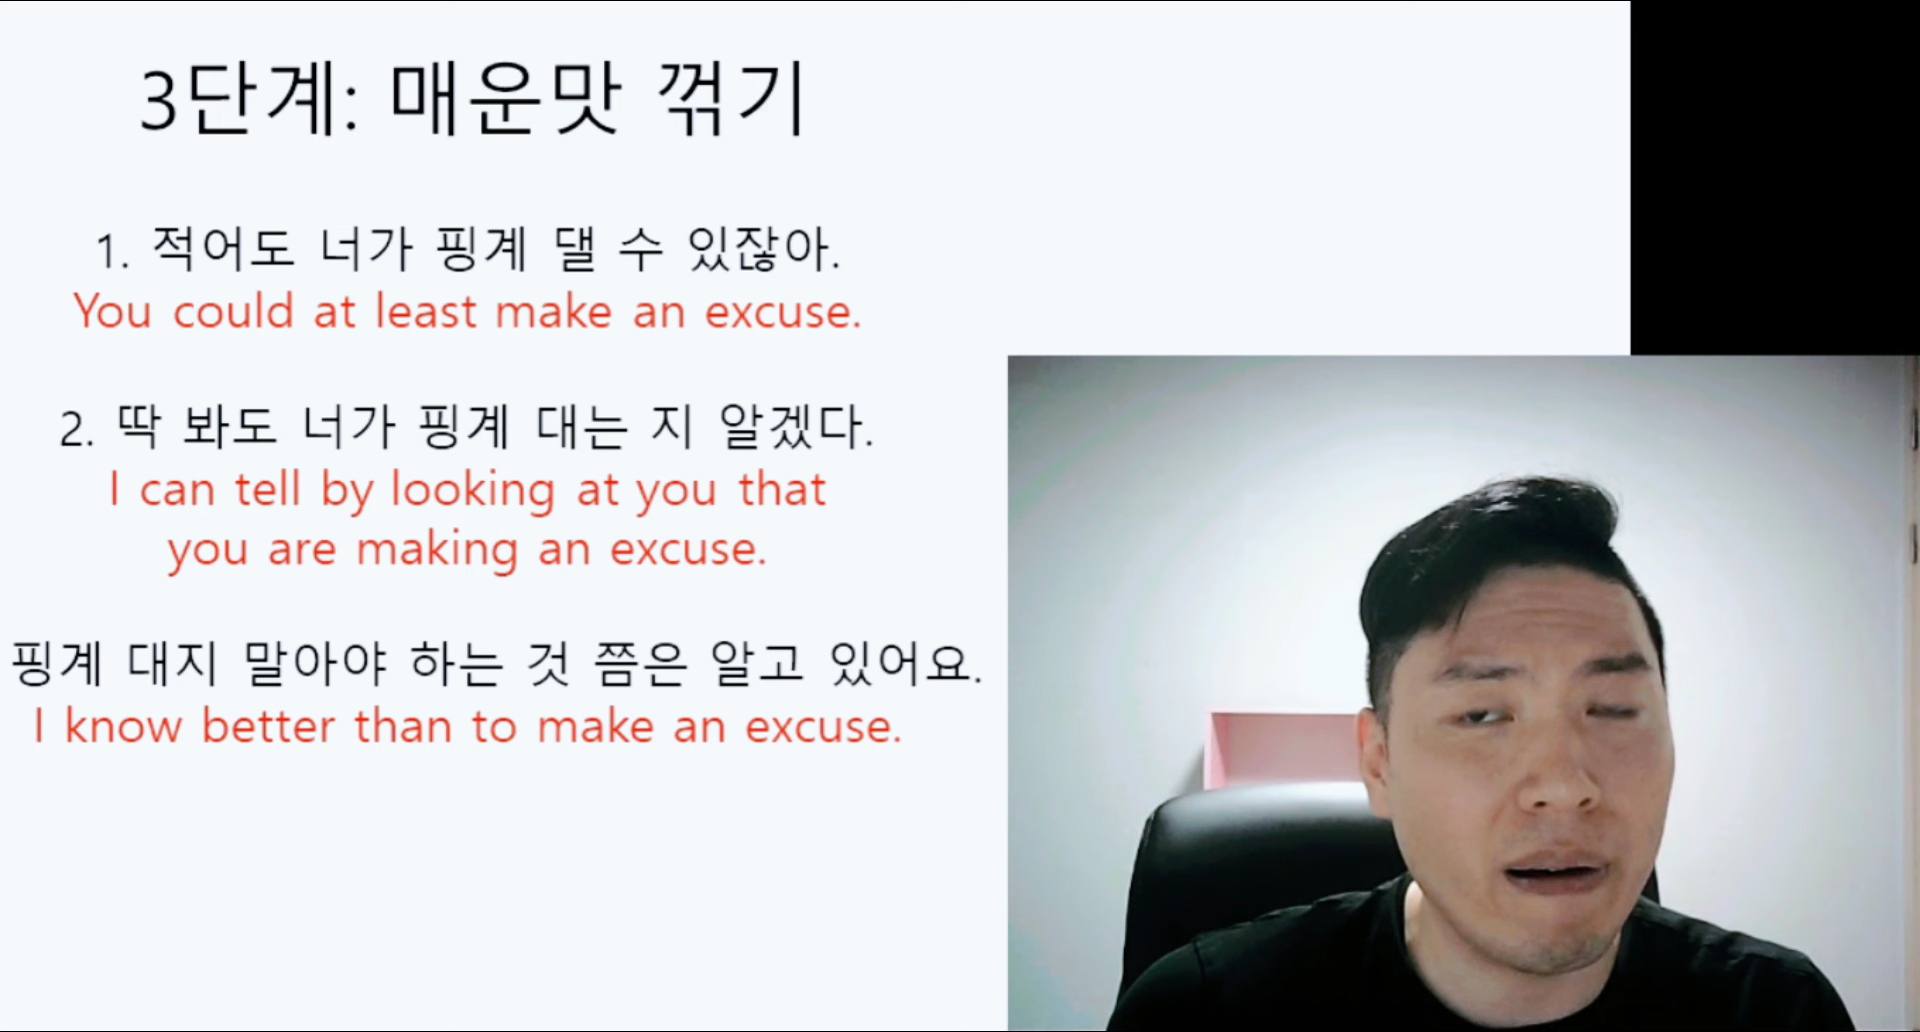 3단계: 매운맛 꺾기
1. 적어도 너가 핑계 댈 수 있잖아.
You could at least make an excuse.
2. 딱 봐도 너가 핑계 대는 지 알겠다.
I can tell by looking at you that
you are making an excuse.
핑계 대지 말아야 하는 것 쯤은 알고 있어요.
I know better than to make an excuse.